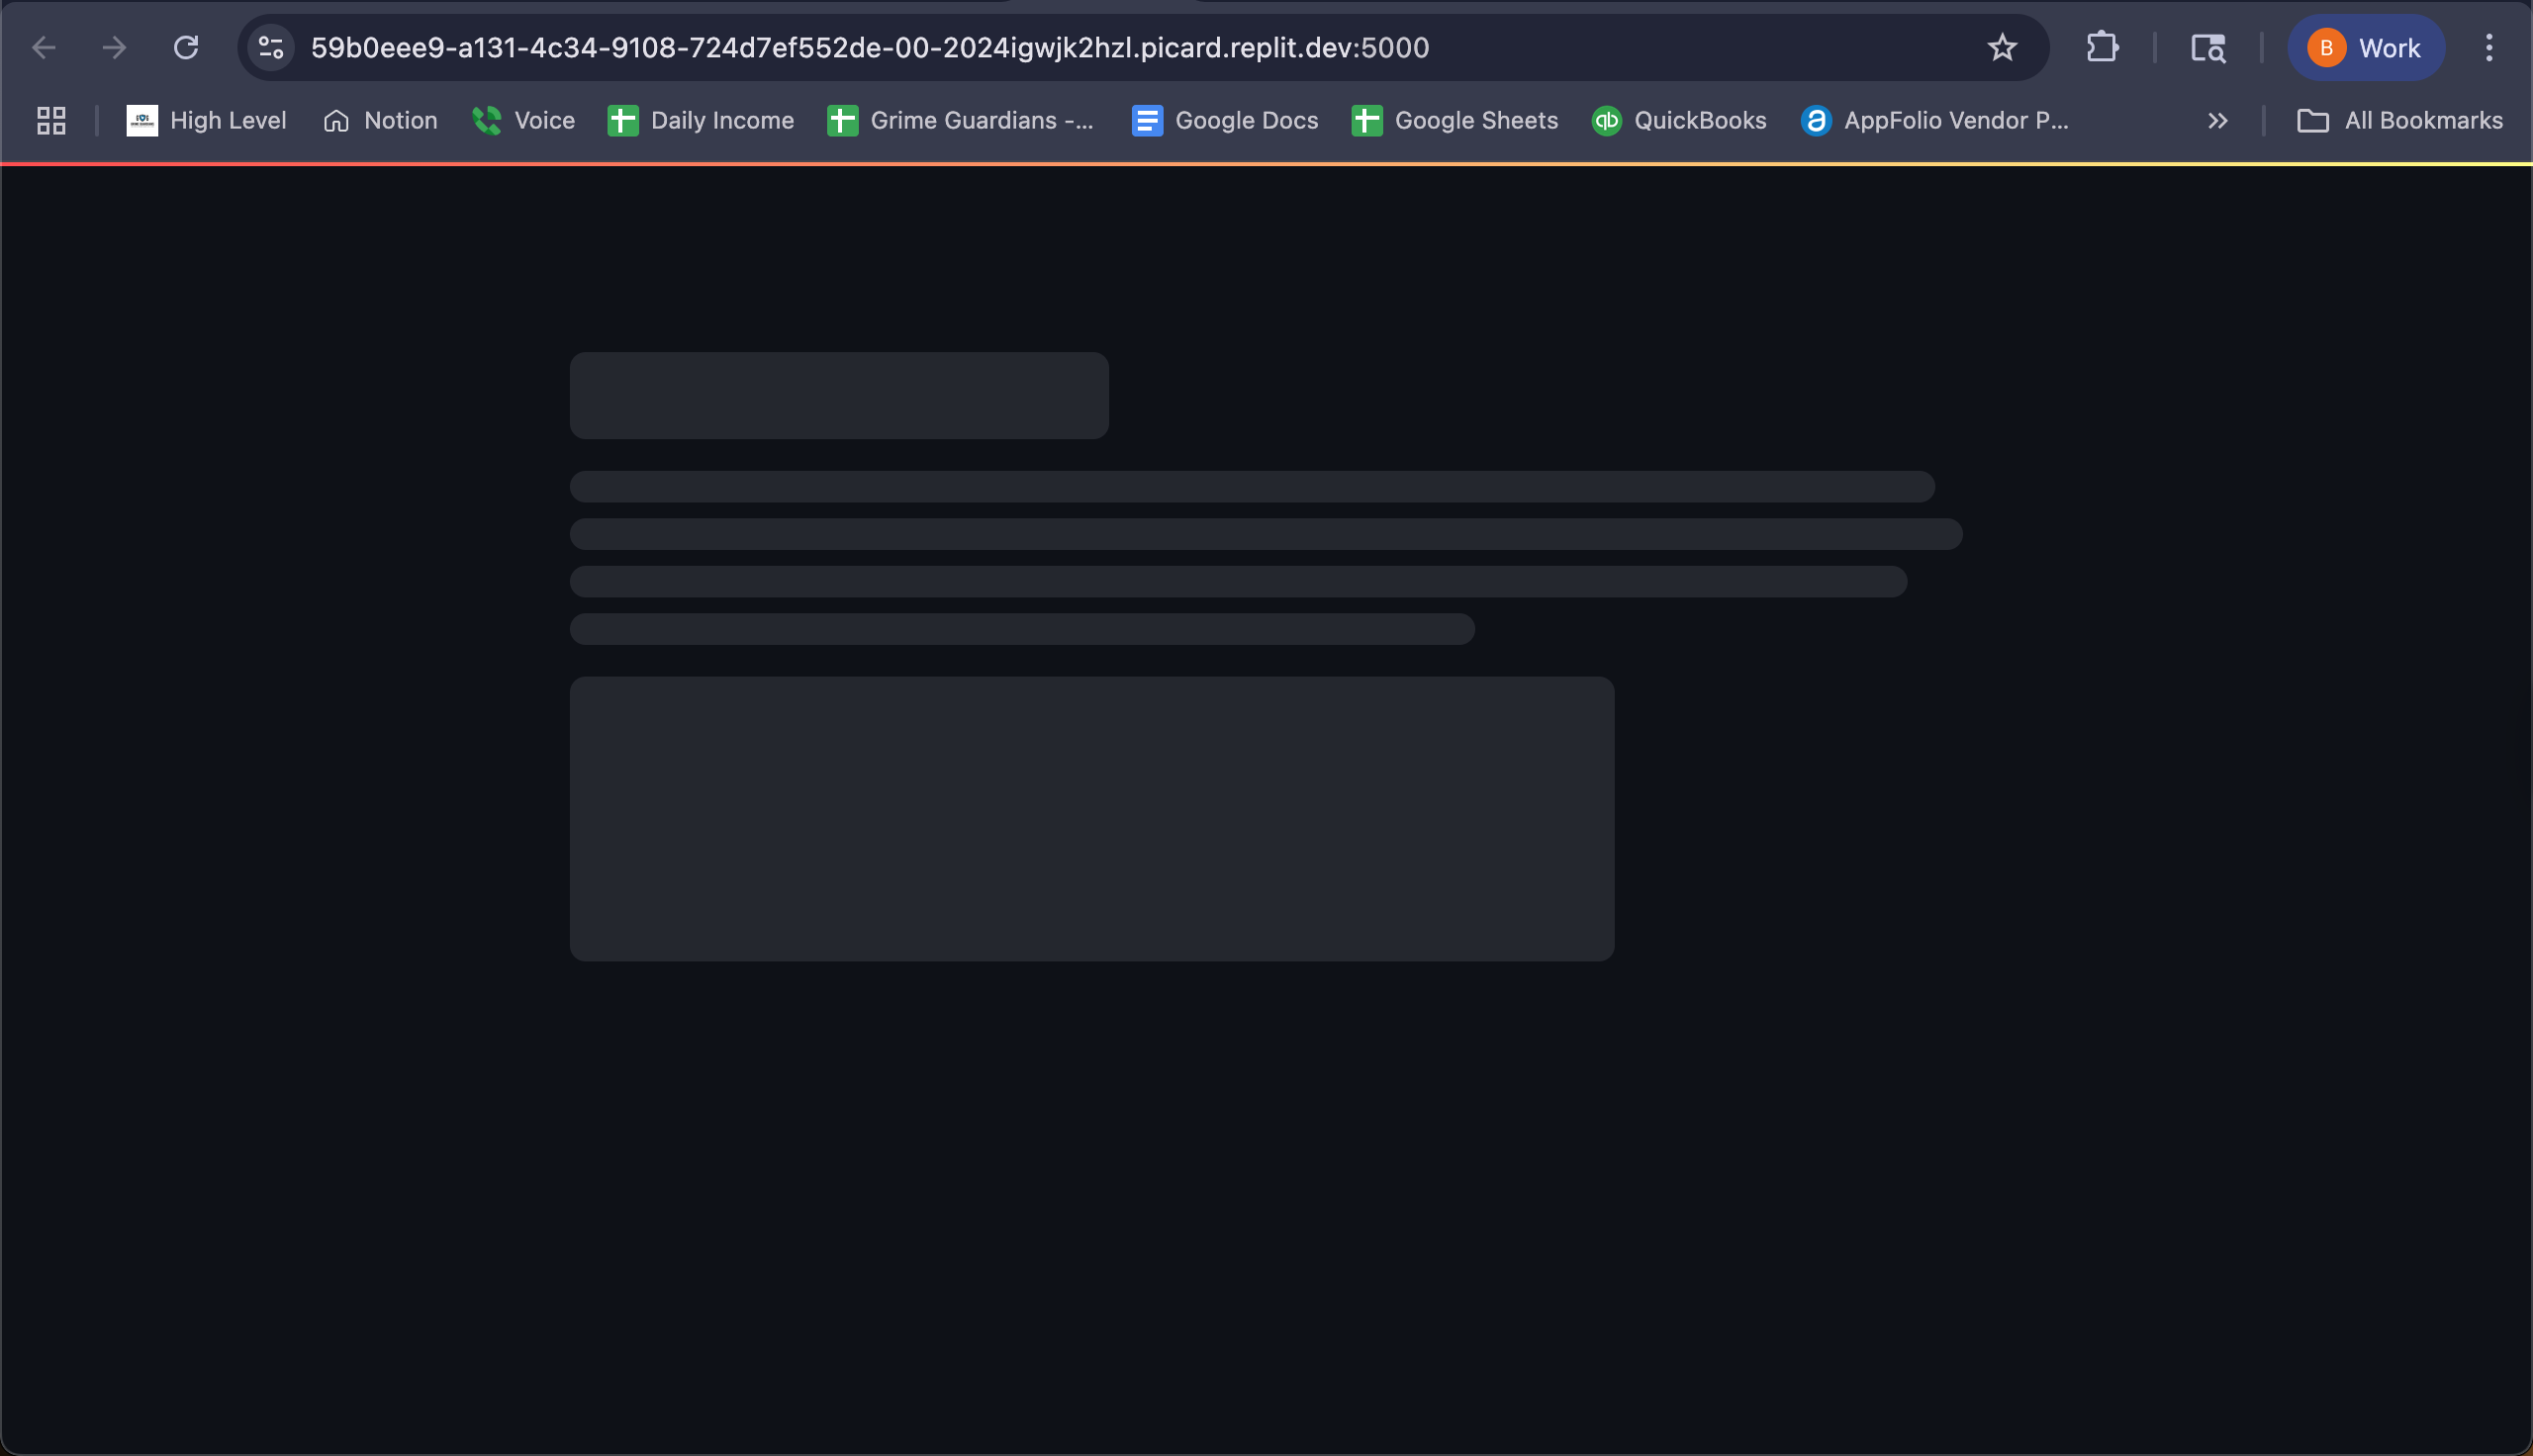 59b0eee9-a131-4c34-9108-724d7ef552de-00-2024igwjk2hzl.picard.replit.dev:5000
B Work
High Level Notion Voice Daily Income Grime Guardians -... Google Docs Google Sheets QuickBooks AppFolio Vendor P... All Bookmarks